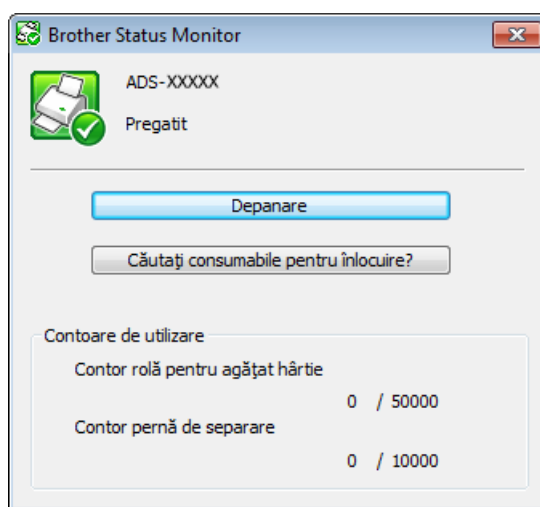 Brother Status Monitor
ADS-XXXXX
Pregatit
Depanare
Căutaţi consumabile pentru înlocuire?
Contoare de utilizare
Contor rolă pentru agăţat hârtie
0 / 50000
Contor pernă de separare
0 / 10000